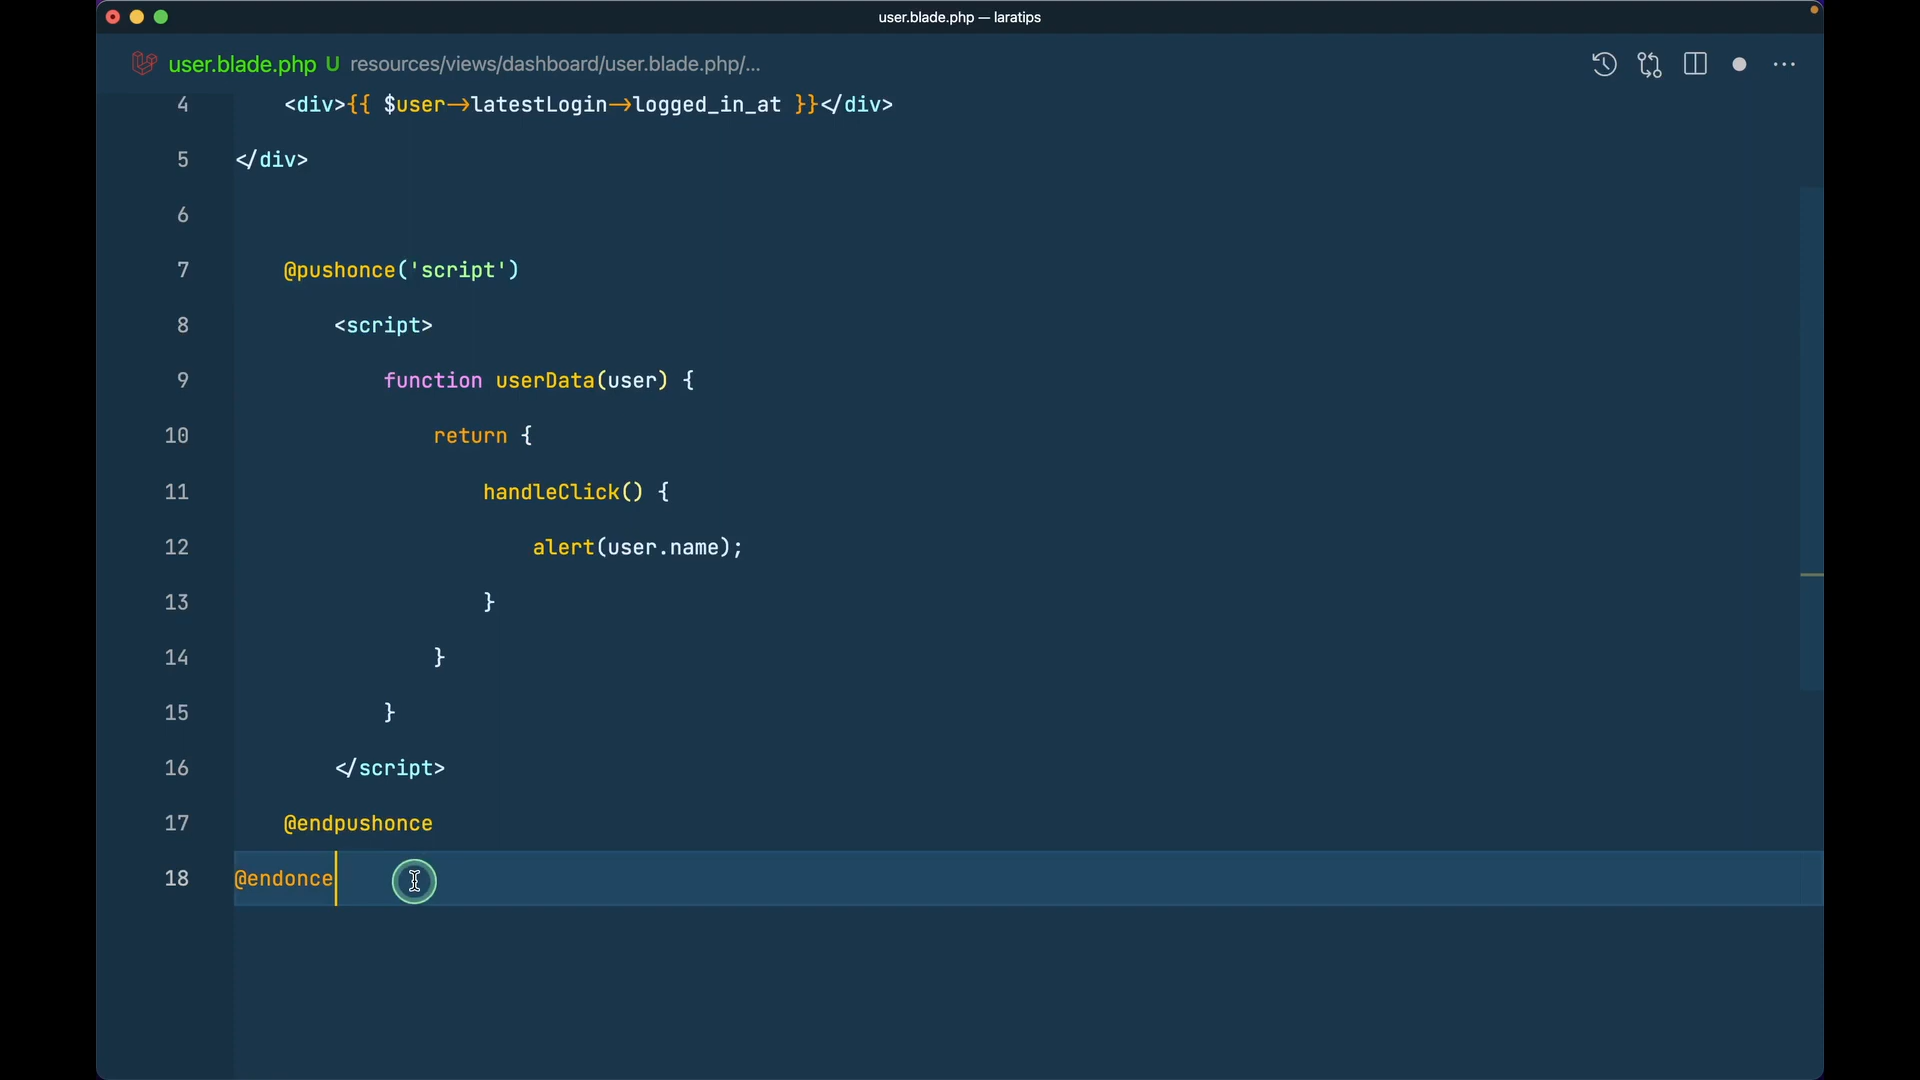 user.blade.php — laratips
user.blade.php U resources/views/dashboard/user.blade.php/...
4 <div>{{ $user->latestLogin->logged_in_at }}</div>
5 </div>
6
7 @pushonce('script')
8 <script>
9 function userData(user) {
10 return {
11 handleClick() {
12 alert(user.name);
13 }
14 }
15 }
16 </script>
17 @endpushonce
18 @endonce